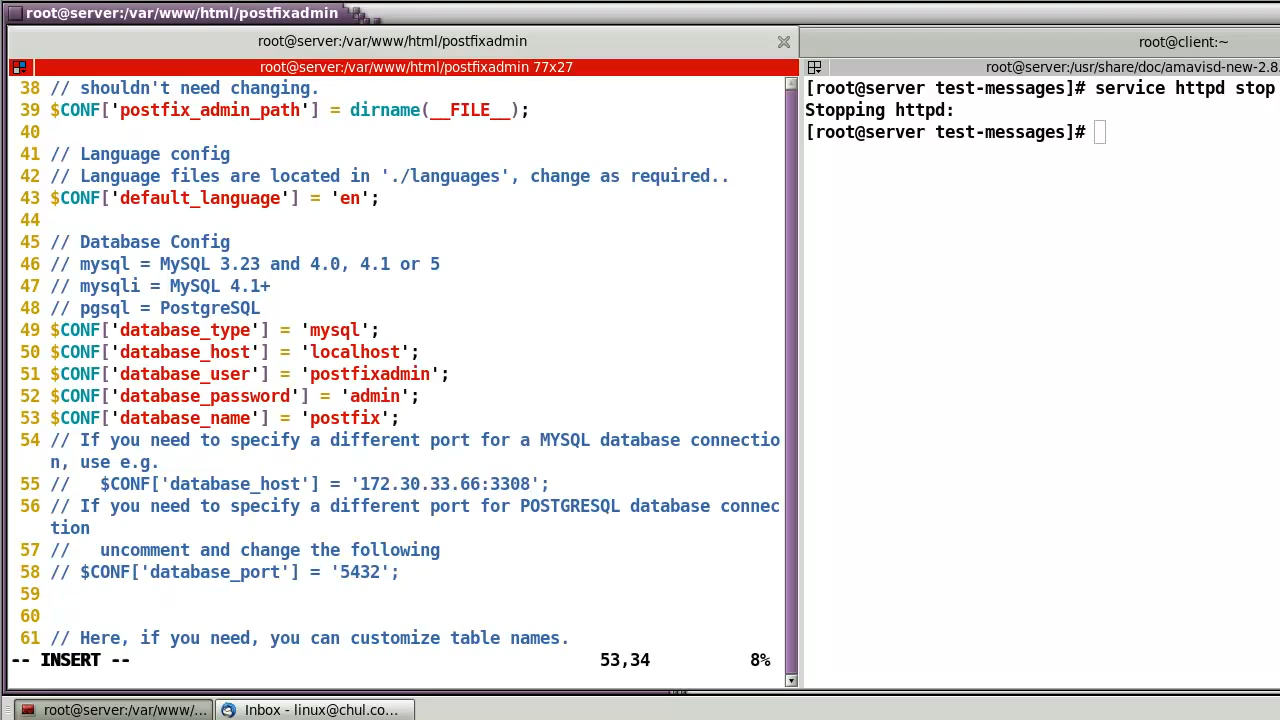 root@server:/var/www/html/postfixadmin
root@server:/var/www/html/postfixadmin
root@client:~
root@server:/var/www/html/postfixadmin 77x27
root@server:/usr/share/doc/amavisd-new-2.8.
38 // shouldn't need changing.
39 $CONF['postfix_admin_path'] = dirname(__FILE__);
40
41 // Language config
42 // Language files are located in './languages', change as required..
43 $CONF['default_language'] = 'en';
44
45 // Database Config
46 // mysql = MySQL 3.23 and 4.0, 4.1 or 5
47 // mysqli = MySQL 4.1+
48 // pgsql = PostgreSQL
49 $CONF['database_type'] = 'mysql';
50 $CONF['database_host'] = 'localhost';
51 $CONF['database_user'] = 'postfixadmin';
52 $CONF['database_password'] = 'admin';
53 $CONF['database_name'] = 'postfix';
54 // If you need to specify a different port for a MYSQL database connectio
n, use e.g.
55 //   $CONF['database_host'] = '172.30.33.66:3308';
56 // If you need to specify a different port for POSTGRESQL database connec
tion
57 //   uncomment and change the following
58 // $CONF['database_port'] = '5432';
59
60
61 // Here, if you need, you can customize table names.
-- INSERT -- 53,34 8%
[root@server test-messages]# service httpd stop
Stopping httpd:
[root@server test-messages]#
root@server:/var/www/...
Inbox - linux@chul.co...